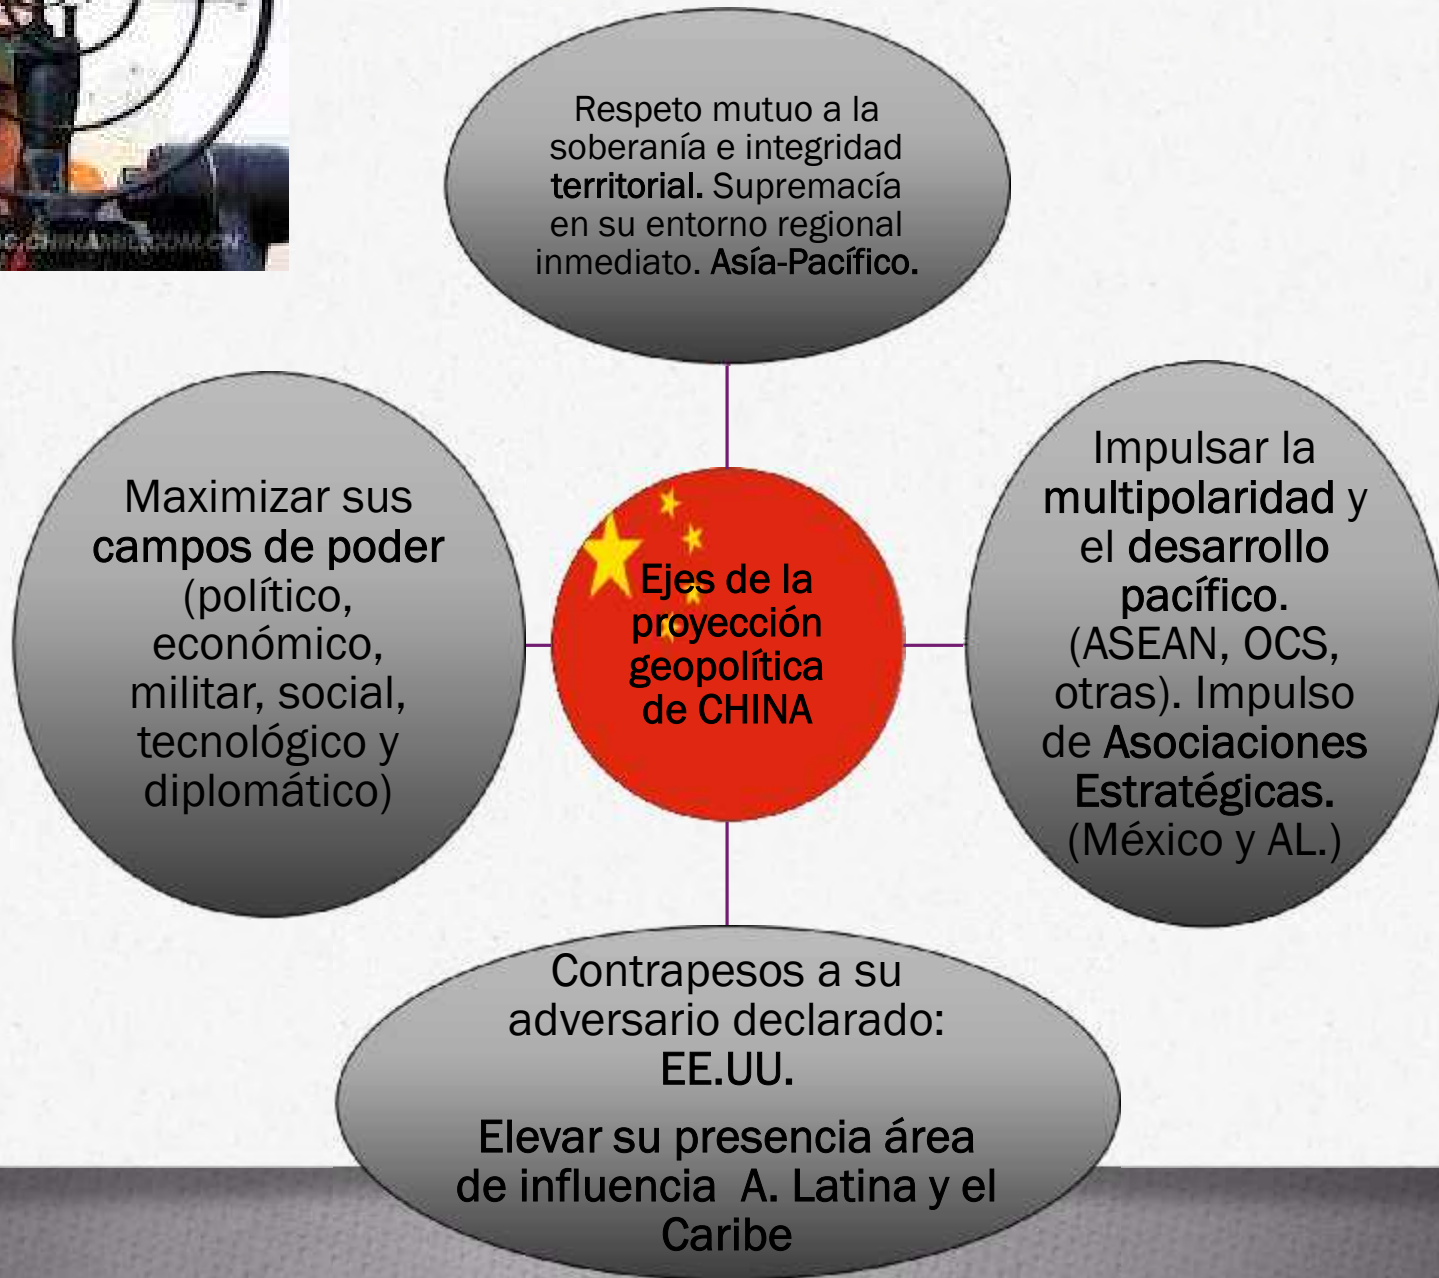 Respeto mutuo a la
soberanía e integridad
territorial. Supremacía
en su entorno regional
inmediato. Asía-Pacífico.
Maximizar sus
campos de poder
(político,
económico,
militar, social,
tecnológico y
diplomático)
Ejes de la
proyección
geopolítica
de CHINA
Impulsar la
multipolaridad y
el desarrollo
pacífico.
(ASEAN, OCS,
otras). Impulso
de Asociaciones
Estratégicas.
(México y AL.)
Contrapesos a su
adversario declarado:
EE.UU.
Elevar su presencia área
de influencia A. Latina y el
Caribe